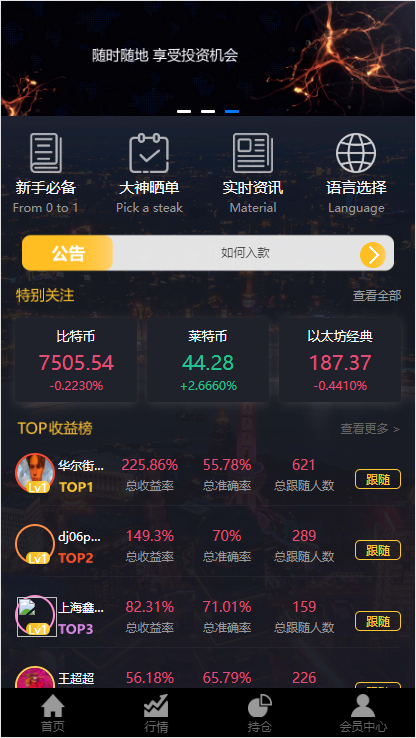 随时随地 享受投资机会
新手必备 大神晒单 实时资讯 语言选择
From 0 to 1 Pick a steak Material Language
公告 如何入款
特别关注 查看全部
比特币 莱特币 以太坊经典
7505.54 44.28 187.37
-0.2230% +2.6660% -0.4410%
TOP收益榜 查看更多 >
华尔街... 225.86% 55.78% 621
Lv1 TOP1 总收益率 总准确率 总跟随人数 跟随
dj06p... 149.3% 70% 289
Lv1 TOP2 总收益率 总准确率 总跟随人数 跟随
上海鑫... 82.31% 71.01% 159
Lv1 TOP3 总收益率 总准确率 总跟随人数 跟随
王超超 56.18% 65.79% 226
跟随
首页 行情 持仓 会员中心